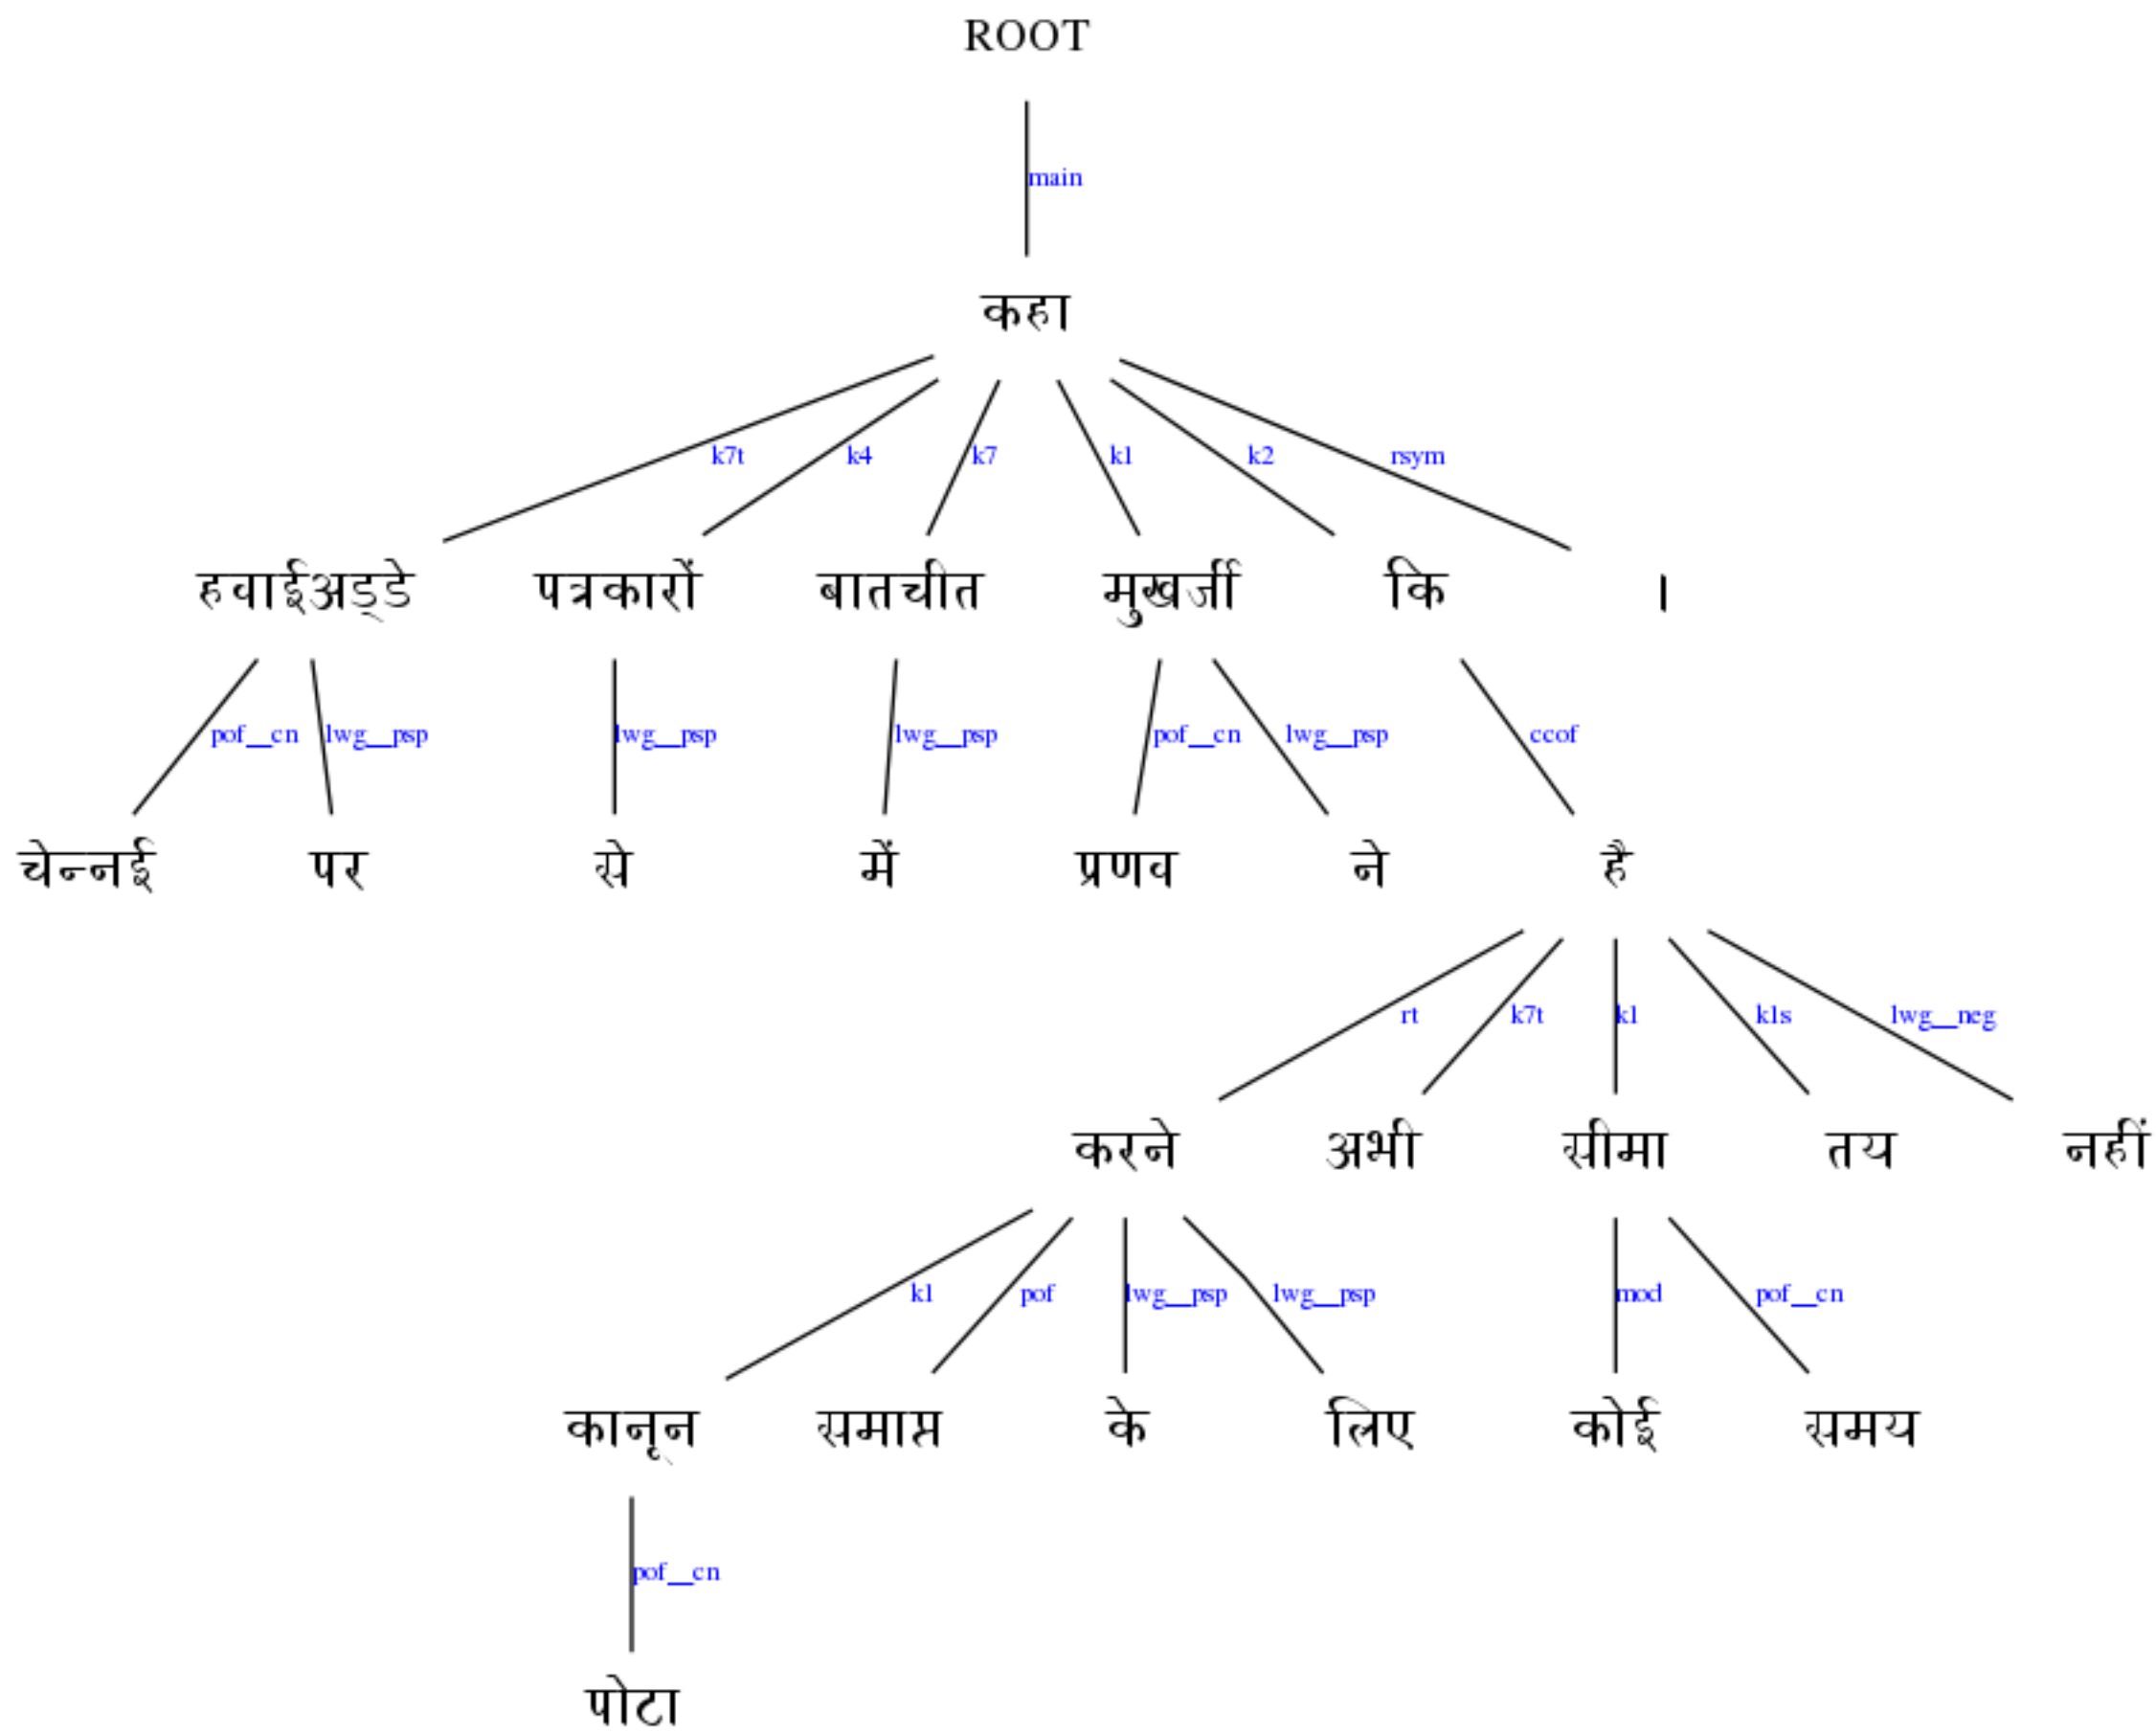 ROOT
main
कहा
k7t k4 k7 k1 k2 rsym
हवाईअड्डे पत्रकारों बातचीत मुखर्जी कि ।
pof__cn lwg__psp lwg__psp lwg__psp pof__cn lwg__psp ccof
चेन्नई पर से में प्रणव ने है
rt k7t k1 k1s lwg__neg
करने अभी सीमा तय नहीं
k1 pof lwg__psp lwg__psp mod pof__cn
कानून समाप्त के लिए कोई समय
pof__cn
पोटा